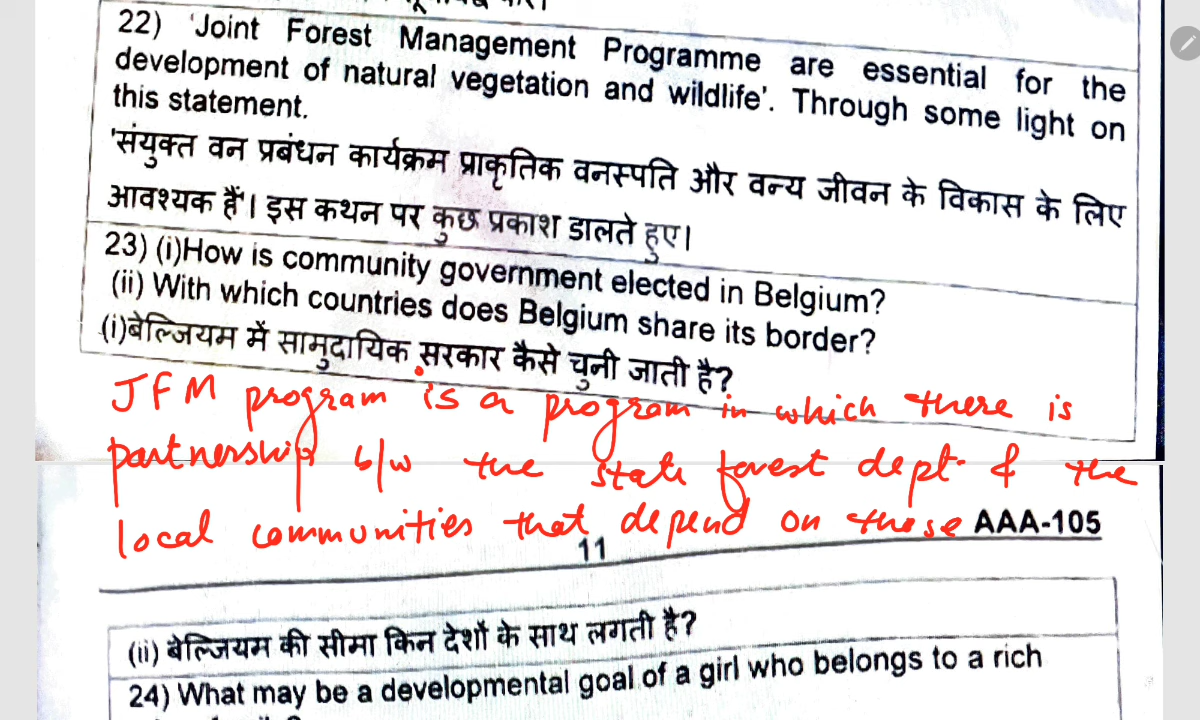 22) 'Joint Forest Management Programme are essential for the
development of natural vegetation and wildlife'. Through some light on
this statement.
'संयुक्त वन प्रबंधन कार्यक्रम प्राकृतिक वनस्पति और वन्य जीवन के विकास के लिए
आवश्यक हैं'। इस कथन पर कुछ प्रकाश डालते हुए।
23) (i)How is community government elected in Belgium?
(ii) With which countries does Belgium share its border?
(i)बेल्जियम में सामुदायिक सरकार कैसे चुनी जाती है?
JFM program is a program in which there is
partnership b/w the state forest dept. & the
local communities that depend on these AAA-105
11
(ii) बेल्जियम की सीमा किन देशों के साथ लगती है?
24) What may be a developmental goal of a girl who belongs to a rich